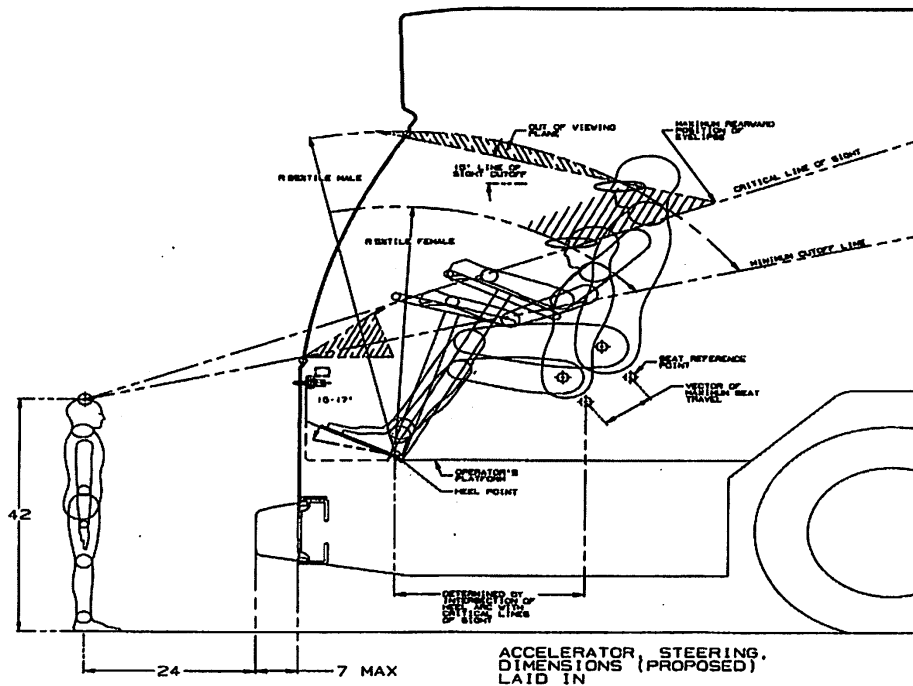 OUT OF VIEWING
PLANE
MAXIMUM REARWARD
POSITION OF
EYELIPSE
15° LINE OF
SIGHT CUTOFF
CRITICAL LINE OF SIGHT
R 95XTILE MALE
R 5XTILE FEMALE
MINIMUM CUTOFF LINE
SEAT REFERENCE
POINT
VECTOR OF
MAXIMUM SEAT
TRAVEL
16-17°
OPERATOR'S
PLATFORM
HEEL POINT
42
DETERMINED BY
INTERSECTION OF
HEEL ARC WITH
CRITICAL LINES
OF SIGHT
24
7 MAX
ACCELERATOR, STEERING,
DIMENSIONS (PROPOSED)
LAID IN